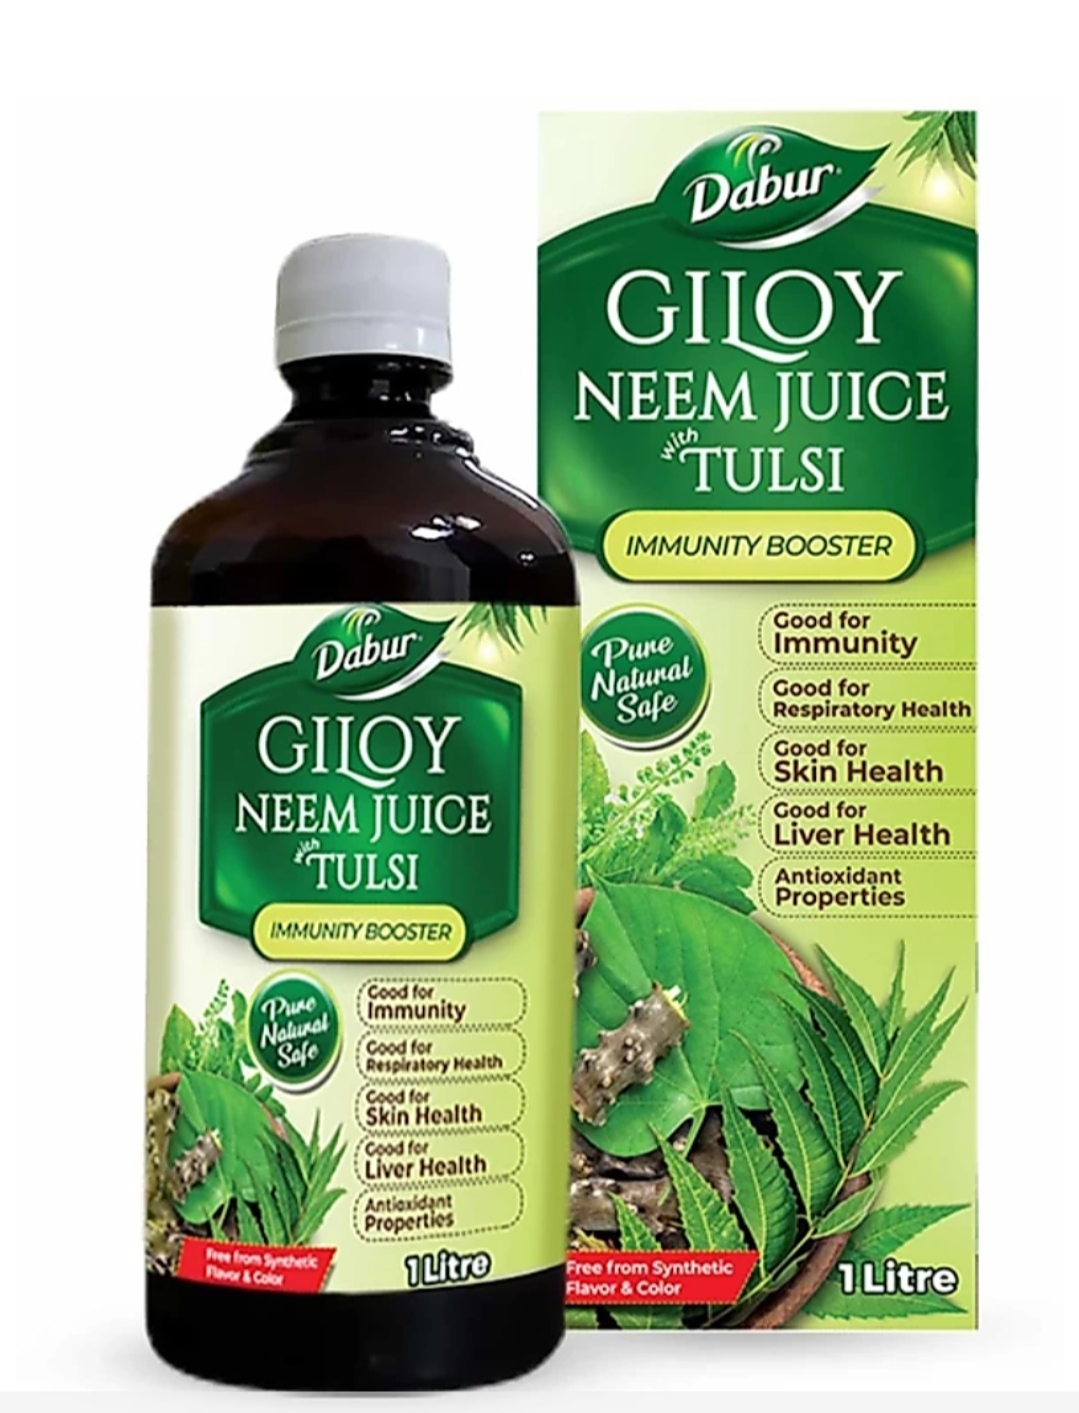 Dabur
GILOY
NEEM JUICE
with
TULSI
IMMUNITY BOOSTER
Pure
Natural
Safe
Good for
Immunity
Good for
Respiratory Health
Good for
Skin Health
Good for
Liver Health
Antioxidant
Properties
Free from Synthetic
Flavor & Color
1 Litre
Dabur
GILOY
NEEM JUICE
with
TULSI
IMMUNITY BOOSTER
Pure
Natural
Safe
Good for
Immunity
Good for
Respiratory Health
Good for
Skin Health
Good for
Liver Health
Antioxidant
Properties
Free from Synthetic
Flavor & Color
1 Litre